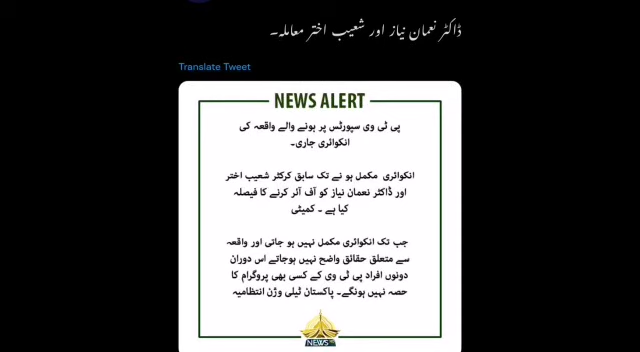 ڈاکٹر نعمان نیاز اور شعیب اختر معاملہ۔
Translate Tweet
NEWS ALERT
پی ٹی وی سپورٹس پر ہونے والے واقعہ کی
انکوائری جاری۔
انکوائری مکمل ہو نے تک سابق کرکٹر شعیب اختر
اور ڈاکٹر نعمان نیاز کو آف آئر کرنے کا فیصلہ
کیا ہے ۔ کمیٹی
جب تک انکوائری مکمل نہیں ہو جاتی اور واقعہ
سے متعلق حقائق واضح نہیں ہوجاتے اس دوران
دونوں افراد پی ٹی وی کے کسی بھی پروگرام کا
حصہ نہیں ہونگے۔ پاکستان ٹیلی وژن انتظامیہ
NEWS